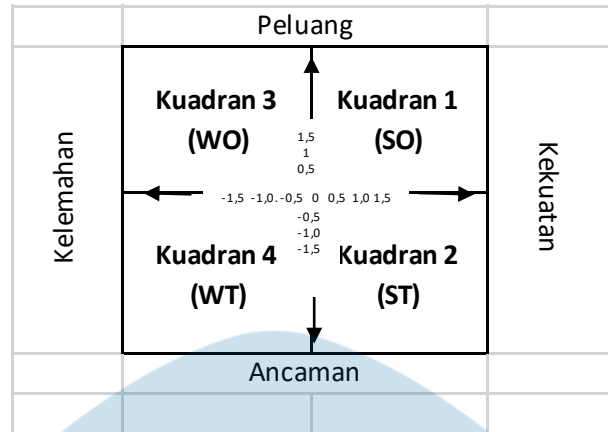 Peluang
Kuadran 3
(WO)
Kuadran 1
(SO)
Kelemahan
1,5
1
0,5
-1,5 -1,0.-0,5 0 0,5 1,0 1,5
-0,5
-1,0
-1,5
Kekuatan
Kuadran 4
(WT)
Kuadran 2
(ST)
Ancaman